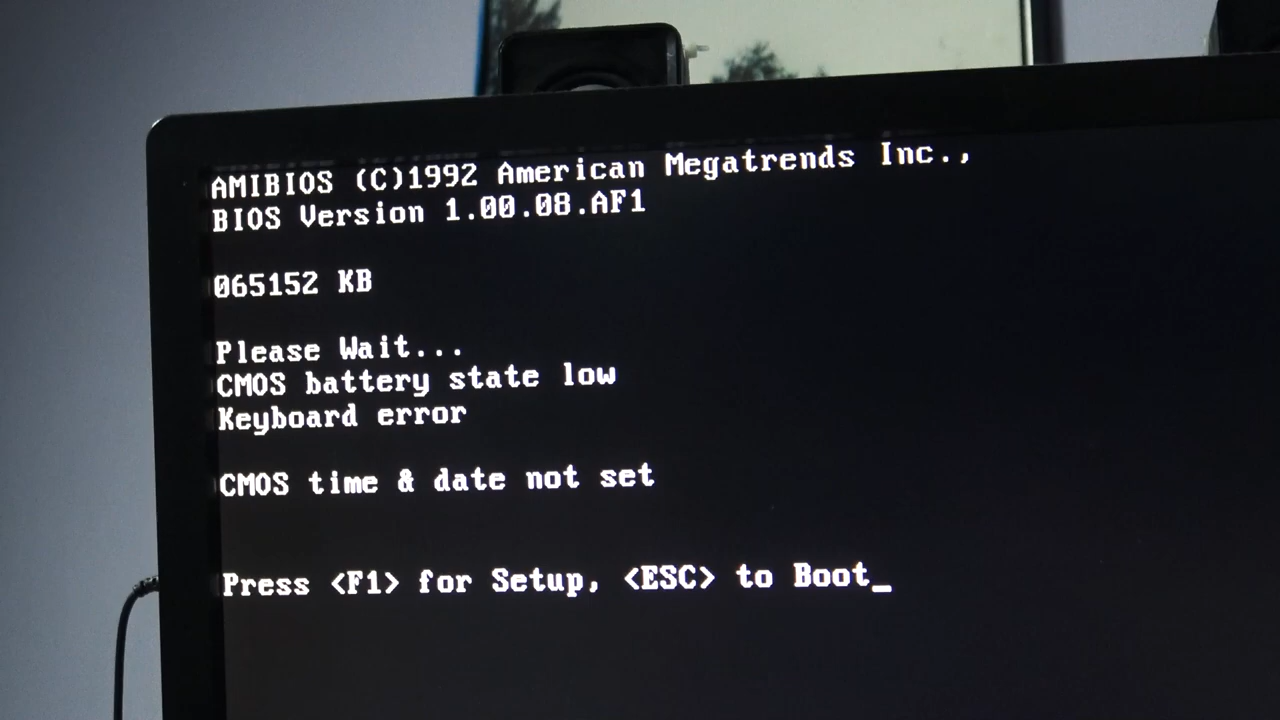 AMIBIOS (C)1992 American Megatrends Inc.,
BIOS Version 1.00.08.AF1
065152 KB
Please Wait...
CMOS battery state low
Keyboard error
CMOS time & date not set
Press <F1> for Setup, <ESC> to Boot_